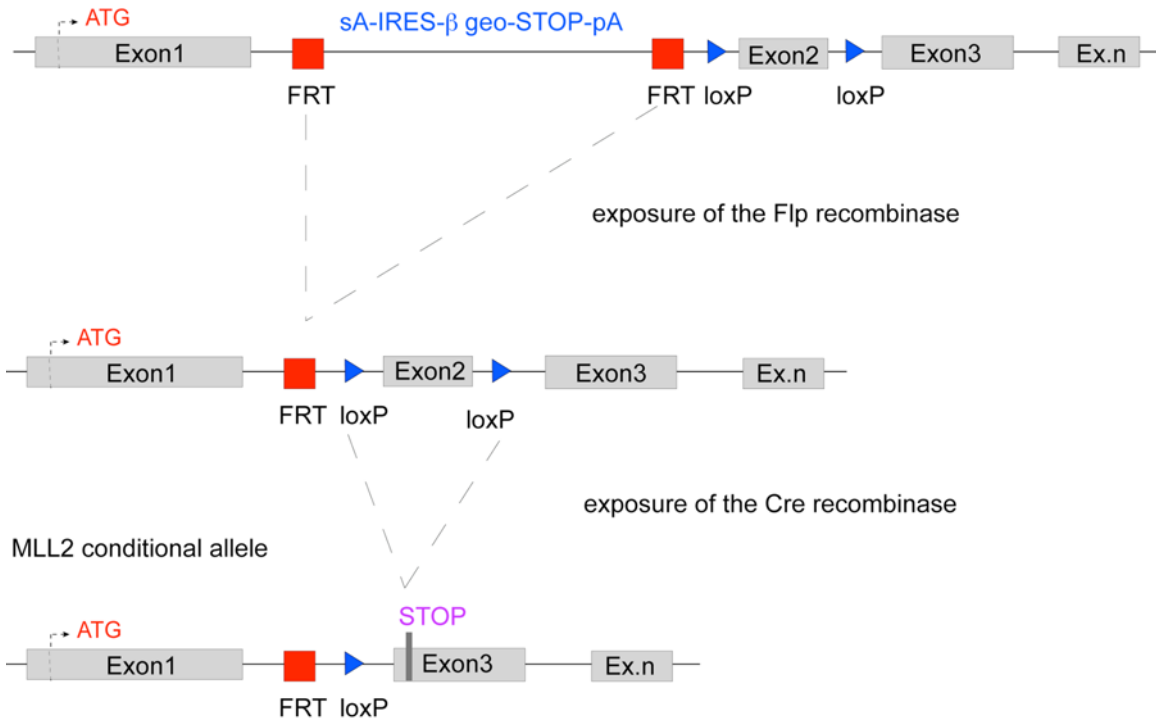 sA-IRES-β geo-STOP-pA
ATG
Exon1 Exon2 Exon3 Ex.n
FRT FRT loxP loxP
exposure of the Flp recombinase
ATG
Exon1 Exon2 Exon3 Ex.n
FRT loxP loxP
exposure of the Cre recombinase
MLL2 conditional allele
STOP
ATG
Exon1 Exon3 Ex.n
FRT loxP